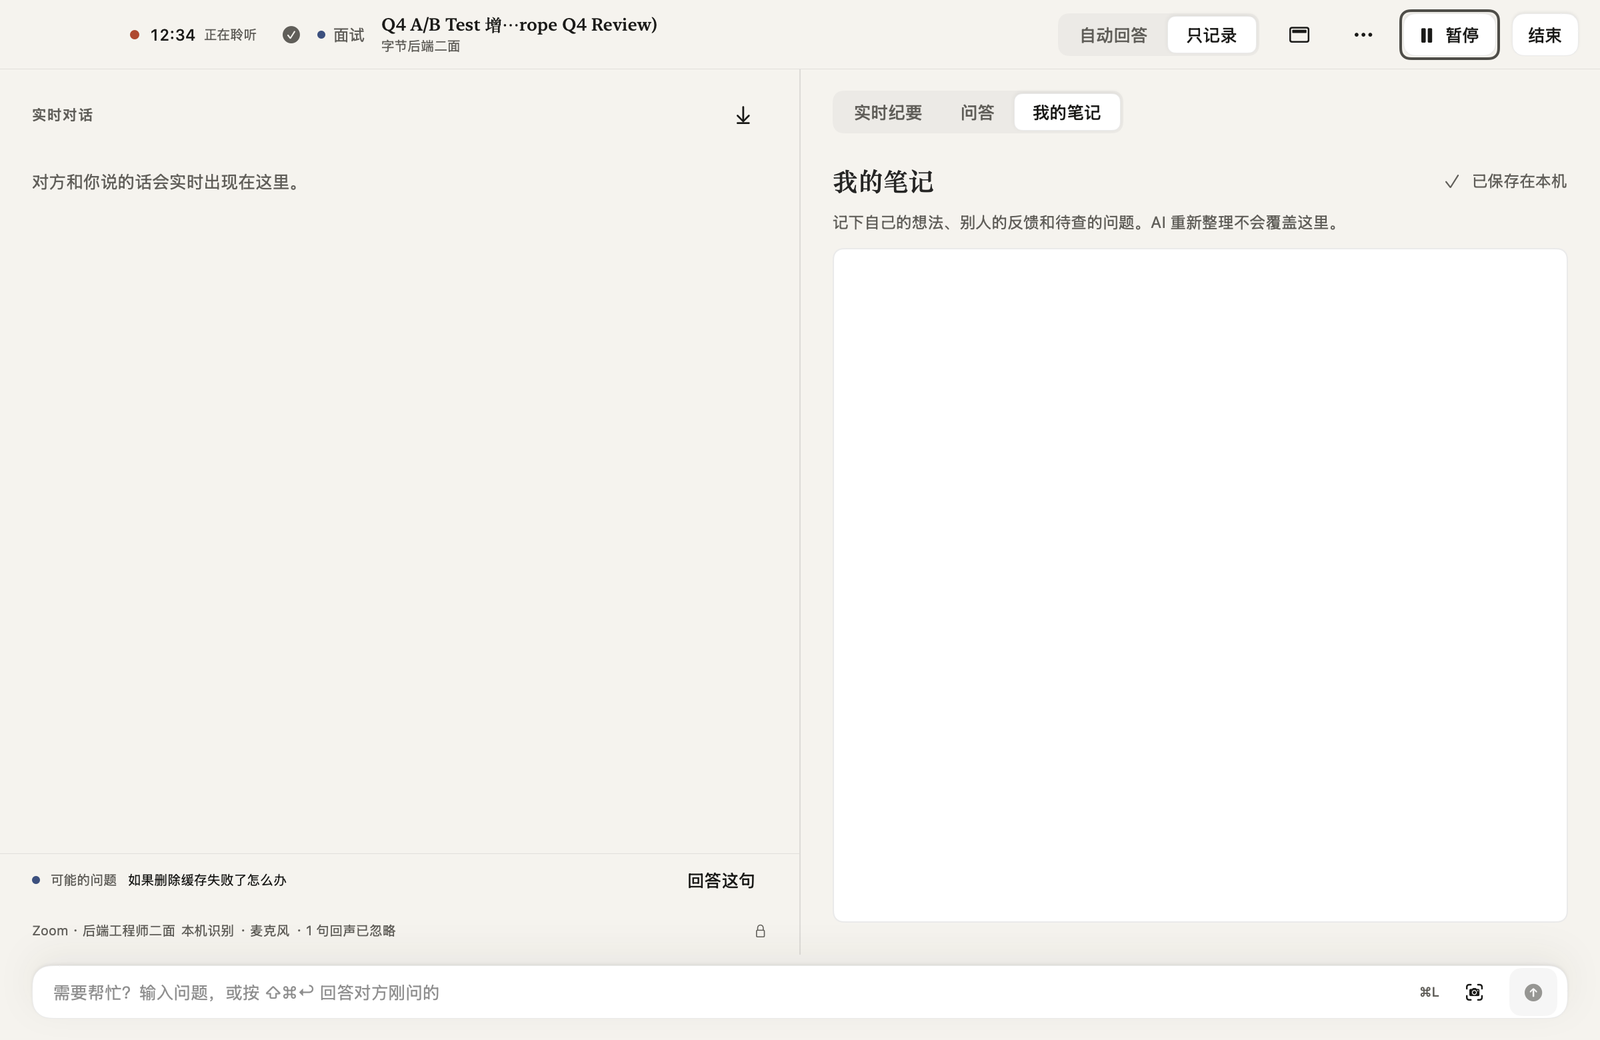 12:34 正在聆听
面试
Q4 A/B Test 增…rope Q4 Review)
字节后端二面
自动回答
只记录
暂停
结束
实时对话
对方和你说的话会实时出现在这里。
可能的问题 如果删除缓存失败了怎么办
回答这句
Zoom · 后端工程师二面 本机识别 · 麦克风 · 1 句回声已忽略
实时纪要
问答
我的笔记
我的笔记
已保存在本机
记下自己的想法、别人的反馈和待查的问题。AI 重新整理不会覆盖这里。
需要帮忙？输入问题，或按 ⇧⌘↩ 回答对方刚问的
⌘L